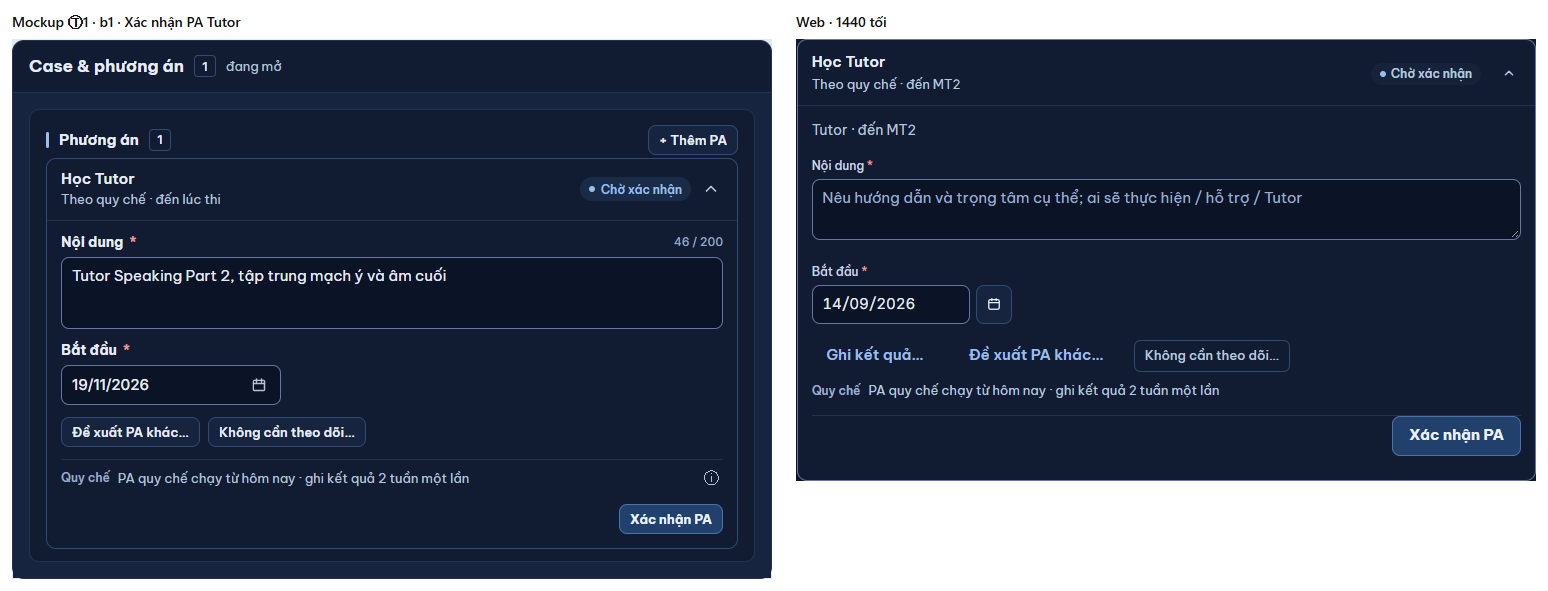 Mockup Ⓣ1 · b1 · Xác nhận PA Tutor
Case & phương án 1 đang mở
Phương án 1
+ Thêm PA
Học Tutor
Theo quy chế · đến lúc thi
Chờ xác nhận
Nội dung *
46 / 200
Tutor Speaking Part 2, tập trung mạch ý và âm cuối
Bắt đầu *
19/11/2026
Đề xuất PA khác...
Không cần theo dõi...
Quy chế PA quy chế chạy từ hôm nay · ghi kết quả 2 tuần một lần
Xác nhận PA
Web · 1440 tối
Học Tutor
Theo quy chế · đến MT2
Chờ xác nhận
Tutor · đến MT2
Nội dung *
Nêu hướng dẫn và trọng tâm cụ thể; ai sẽ thực hiện / hỗ trợ / Tutor
Bắt đầu *
14/09/2026
Ghi kết quả...
Đề xuất PA khác...
Không cần theo dõi...
Quy chế PA quy chế chạy từ hôm nay · ghi kết quả 2 tuần một lần
Xác nhận PA